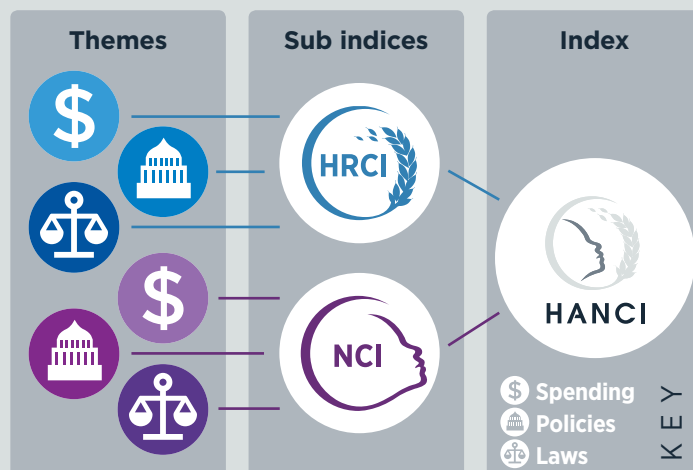 Themes
Sub indices
Index
$
HRCI
$
NCI
HANCI
$ Spending
Policies
Laws
KEY